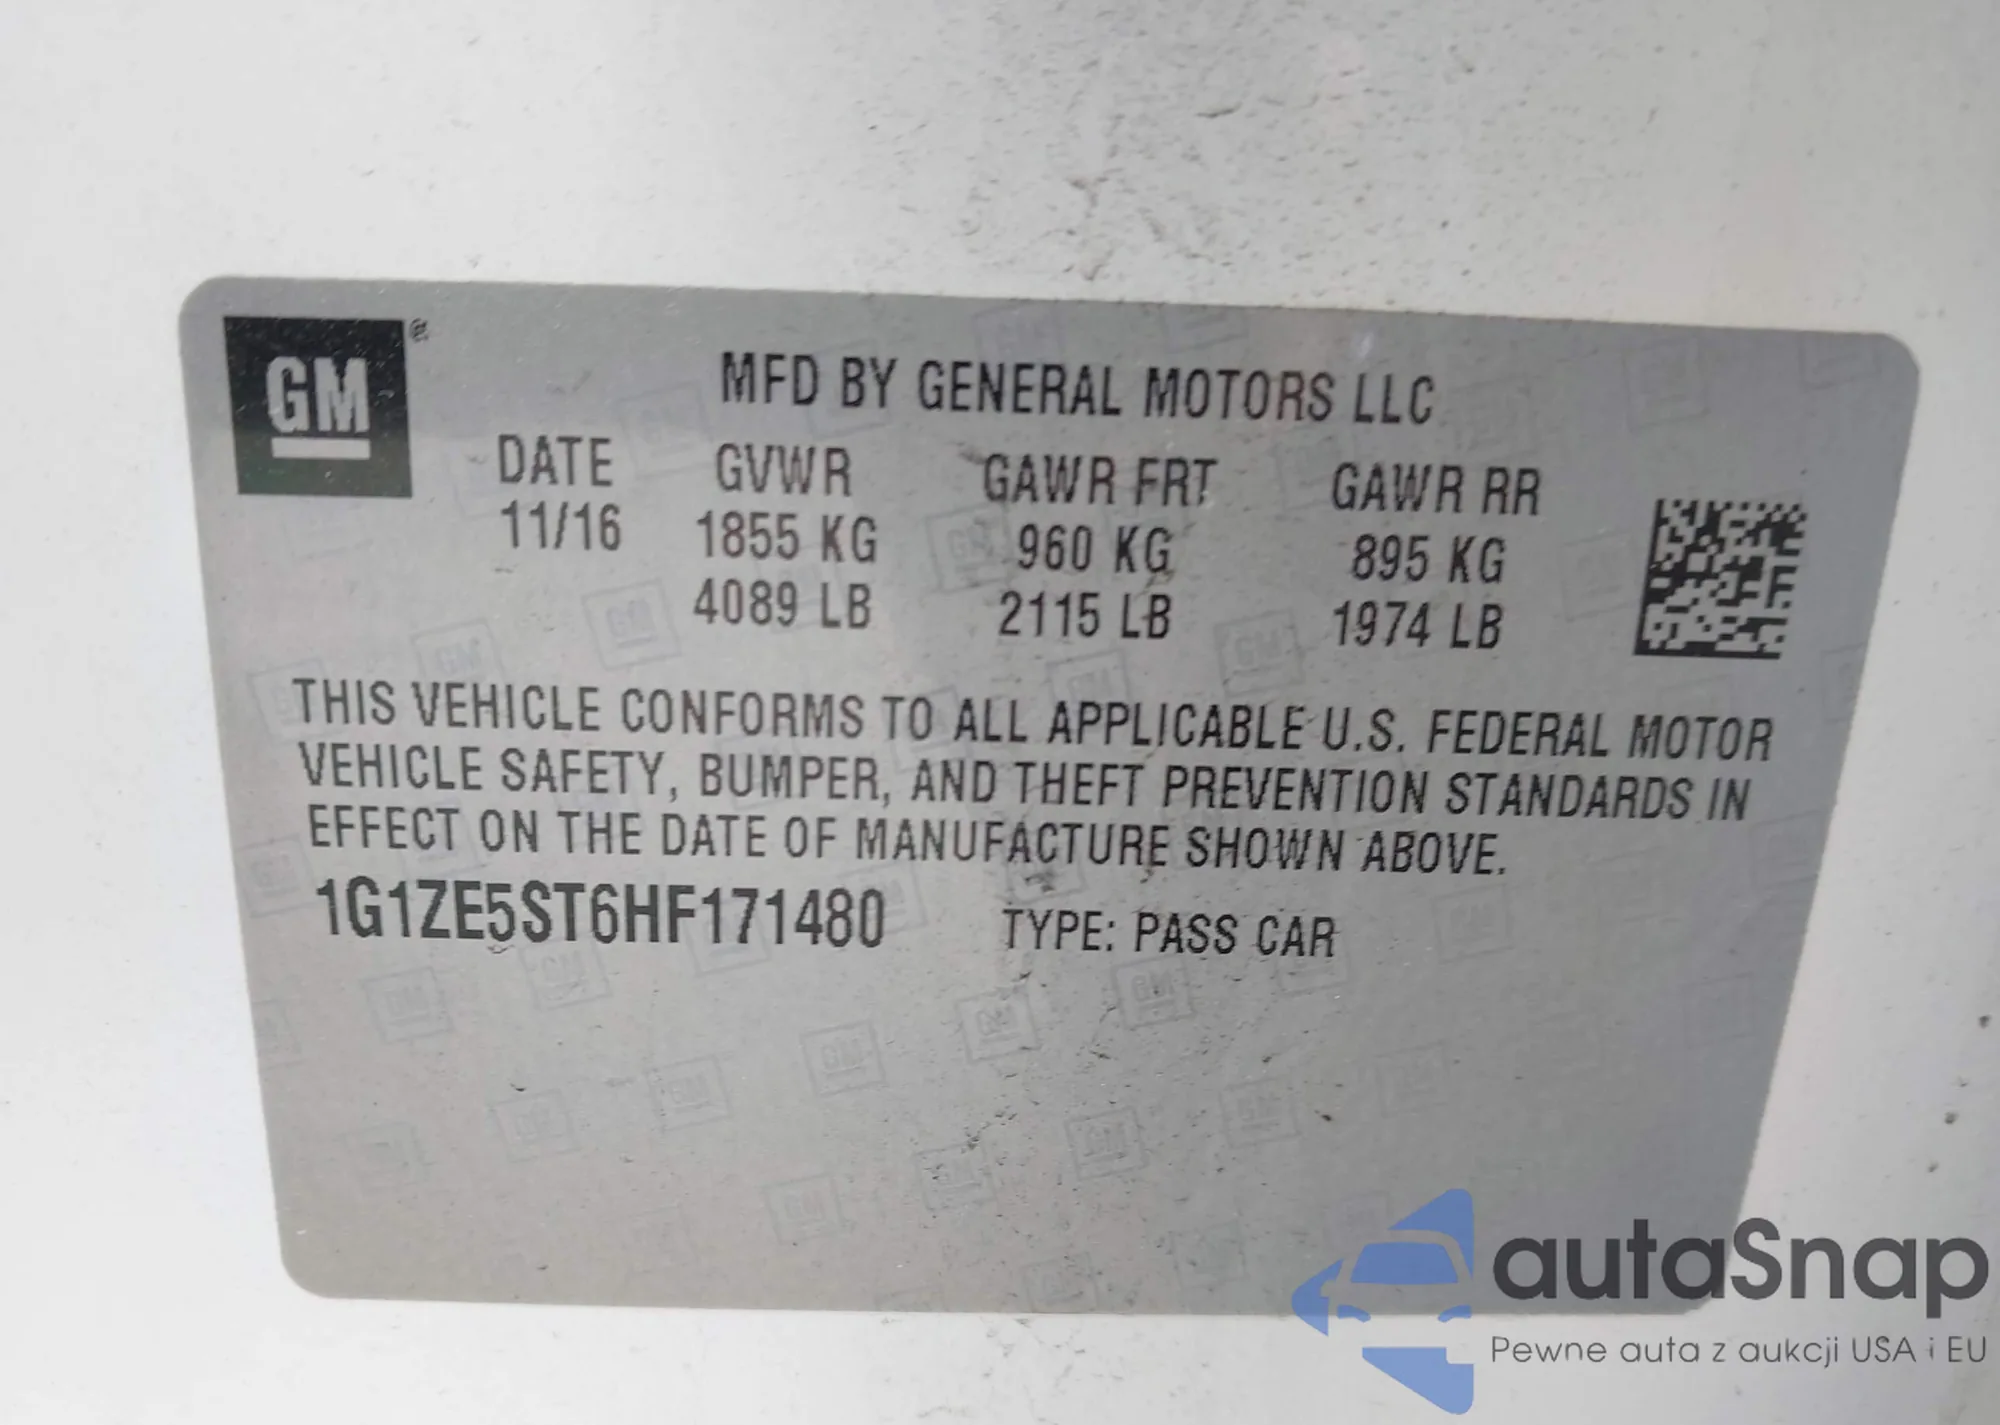 GM®
MFD BY GENERAL MOTORS LLC
DATE GVWR GAWR FRT GAWR RR
11/16 1855 KG 960 KG 895 KG
4089 LB 2115 LB 1974 LB
THIS VEHICLE CONFORMS TO ALL APPLICABLE U.S. FEDERAL MOTOR
VEHICLE SAFETY, BUMPER, AND THEFT PREVENTION STANDARDS IN
EFFECT ON THE DATE OF MANUFACTURE SHOWN ABOVE.
1G1ZE5ST6HF171480 TYPE: PASS CAR
autaSnap
Pewne auta z aukcji USA i EU